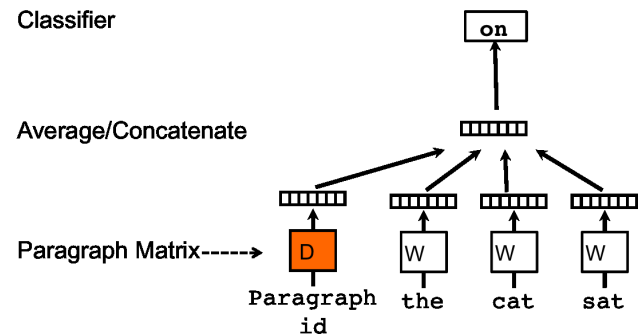 Classifier
on
Average/Concatenate
Paragraph Matrix
D
W
W
W
Paragraph
id
the
cat
sat